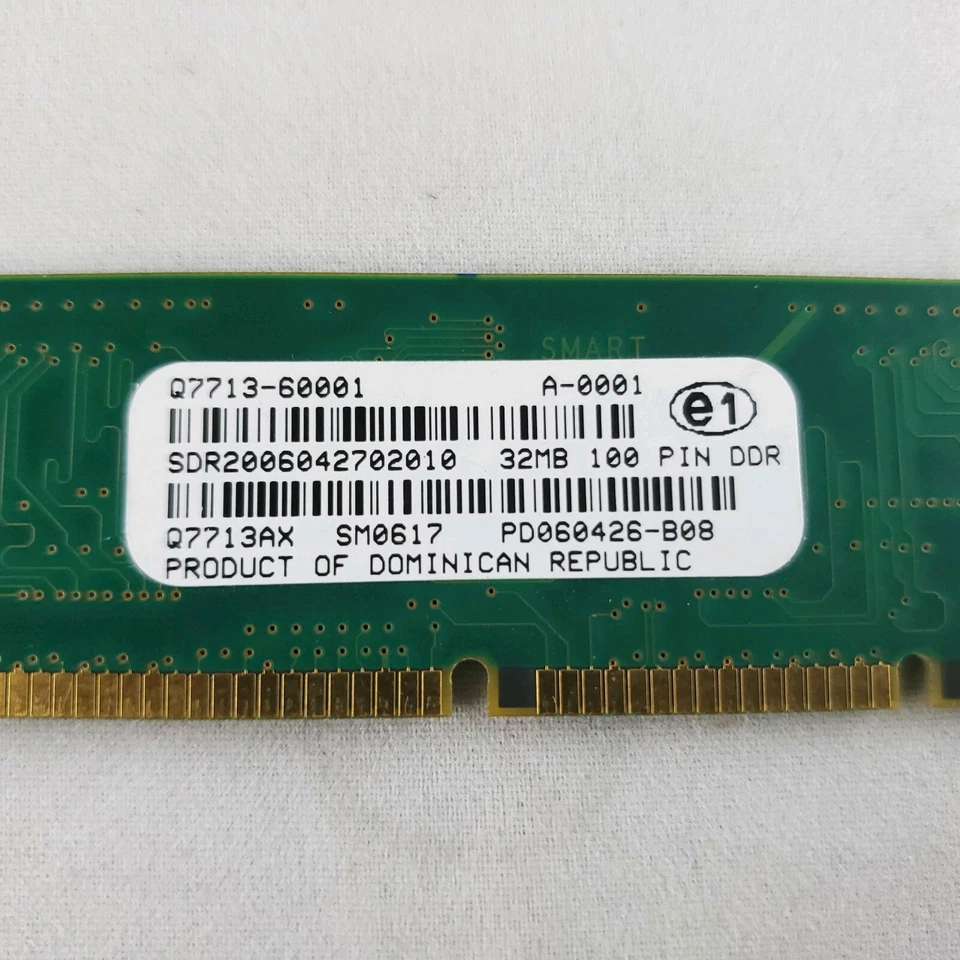 SMART
Q7713-60001 A-0001 e1
SDR2006042702010 32MB 100 PIN DDR
Q7713AX SM0617 PD060426-B08
PRODUCT OF DOMINICAN REPUBLIC